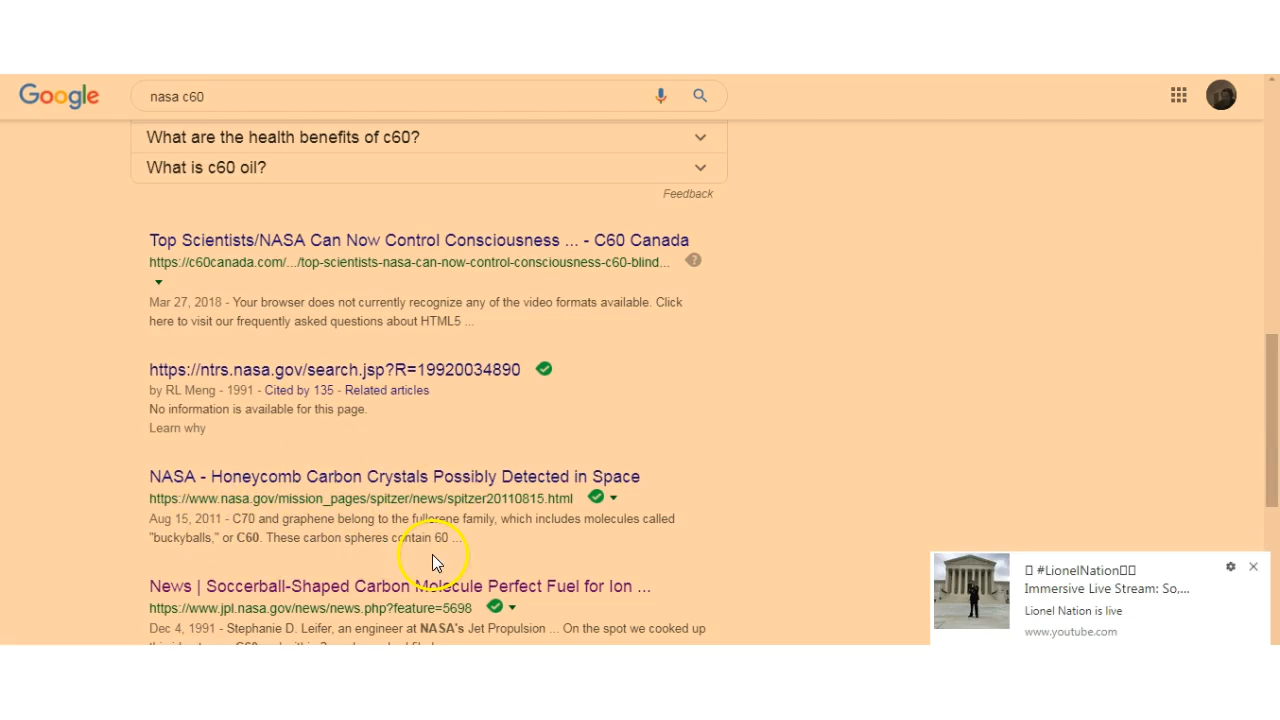 Google
nasa c60
What are the health benefits of c60?
What is c60 oil?
Feedback
Top Scientists/NASA Can Now Control Consciousness ... - C60 Canada
https://c60canada.com/.../top-scientists-nasa-can-now-control-consciousness-c60-blind...
Mar 27, 2018 - Your browser does not currently recognize any of the video formats available. Click
here to visit our frequently asked questions about HTML5 ...
https://ntrs.nasa.gov/search.jsp?R=19920034890
by RL Meng - 1991 - Cited by 135 - Related articles
No information is available for this page.
Learn why
NASA - Honeycomb Carbon Crystals Possibly Detected in Space
https://www.nasa.gov/mission_pages/spitzer/news/spitzer20110815.html
Aug 15, 2011 - C70 and graphene belong to the fullerene family, which includes molecules called
"buckyballs," or C60. These carbon spheres contain 60 ...
News | Soccerball-Shaped Carbon Molecule Perfect Fuel for Ion ...
https://www.jpl.nasa.gov/news/news.php?feature=5698
Dec 4, 1991 - Stephanie D. Leifer, an engineer at NASA's Jet Propulsion ... On the spot we cooked up
#LionelNation
Immersive Live Stream: So,...
Lionel Nation is live
www.youtube.com